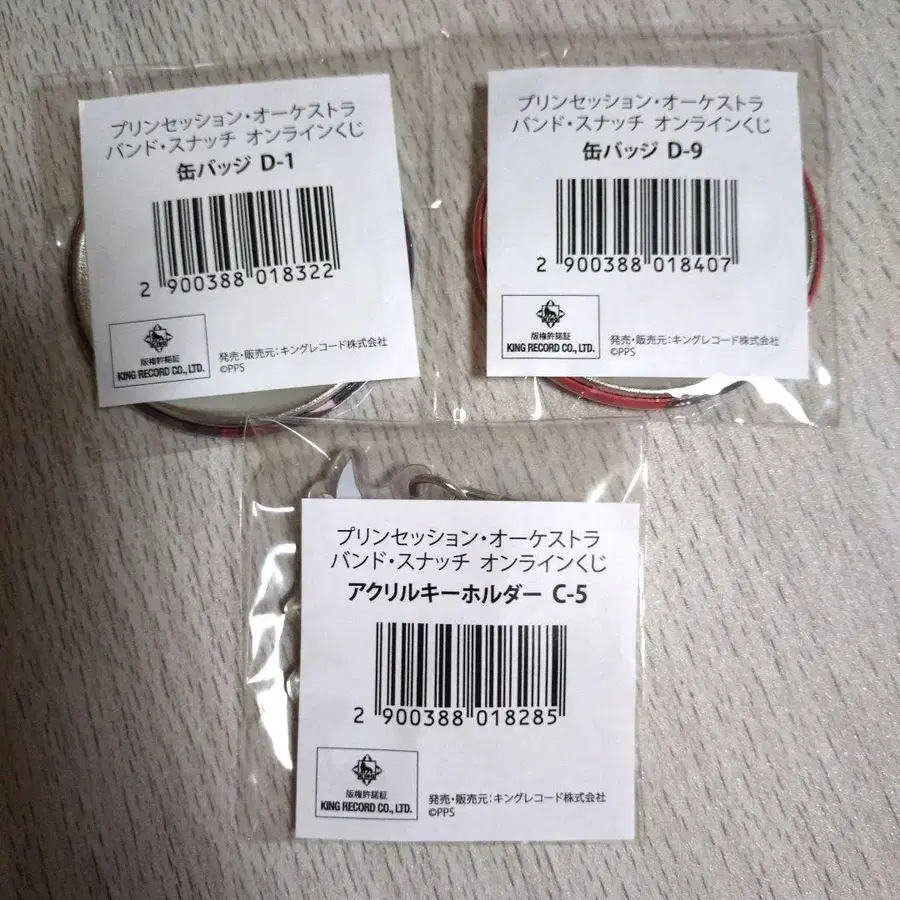 プリンセッション・オーケストラ
バンド・スナッチ オンラインくじ
缶バッジ D-1
2 900388 018322
版権許諾証
KING RECORD CO., LTD.
発売・販売元:キングレコード株式会社
©PPS
プリンセッション・オーケストラ
バンド・スナッチ オンラインくじ
缶バッジ D-9
2 900388 018407
版権許諾証
KING RECORD CO., LTD.
発売・販売元:キングレコード株式会社
©PPS
プリンセッション・オーケストラ
バンド・スナッチ オンラインくじ
アクリルキーホルダー C-5
2 900388 018285
版権許諾証
KING RECORD CO., LTD.
発売・販売元:キングレコード株式会社
©PPS